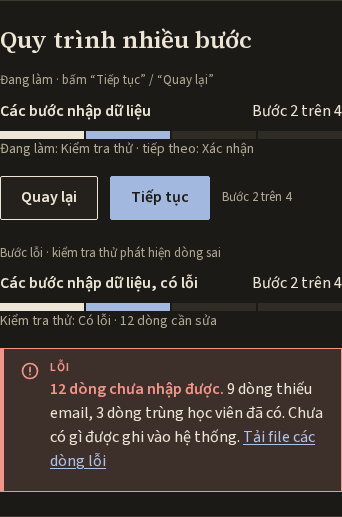 Quy trình nhiều bước
Đang làm · bấm “Tiếp tục” / “Quay lại”
Các bước nhập dữ liệu Bước 2 trên 4
Đang làm: Kiểm tra thử · tiếp theo: Xác nhận
Quay lại Tiếp tục Bước 2 trên 4
Bước lỗi · kiểm tra thử phát hiện dòng sai
Các bước nhập dữ liệu, có lỗi Bước 2 trên 4
Kiểm tra thử: Có lỗi · 12 dòng cần sửa
LỖI
12 dòng chưa nhập được. 9 dòng thiếu
email, 3 dòng trùng học viên đã có. Chưa
có gì được ghi vào hệ thống. Tải file các
dòng lỗi